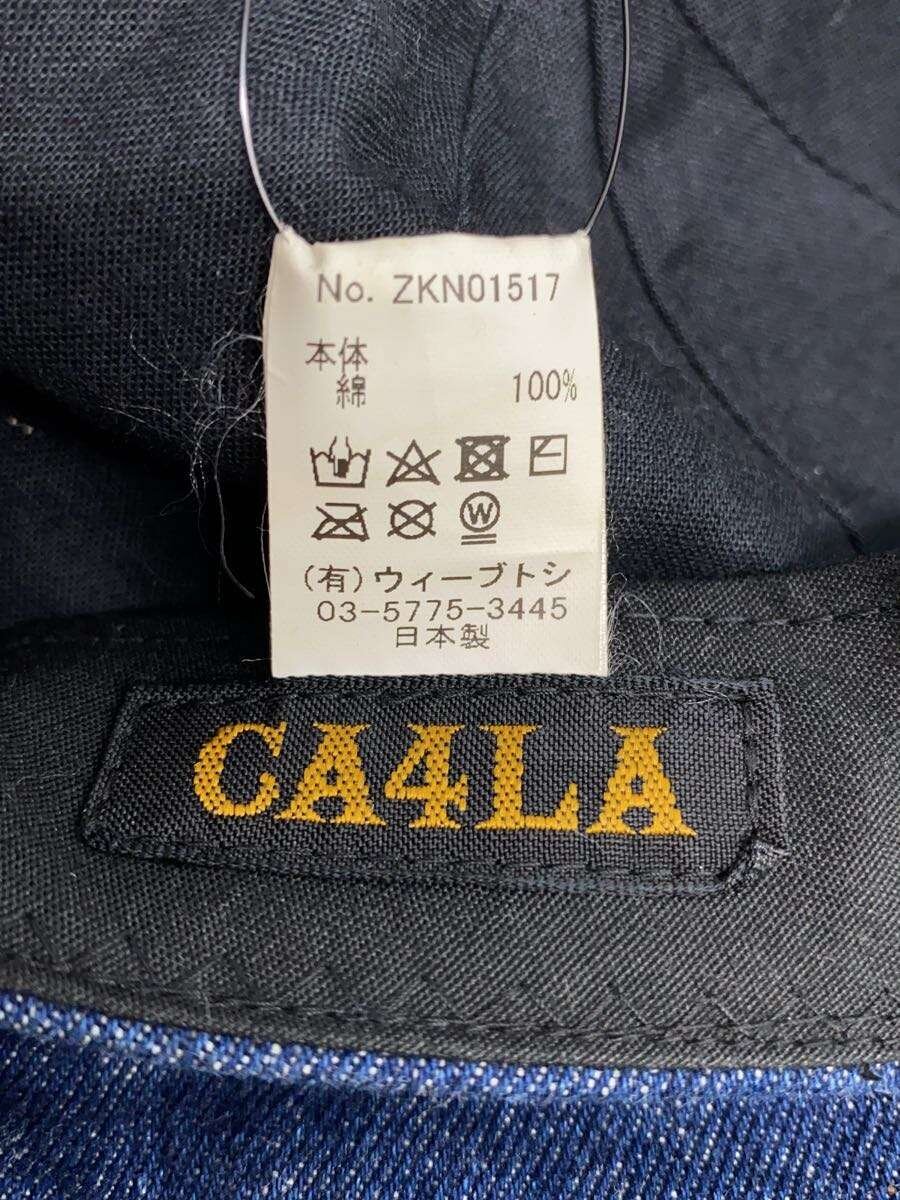 No. ZKN01517
本体
綿 100%
W
(有)ウィーブトシ
03-5775-3445
日本製
CA4LA